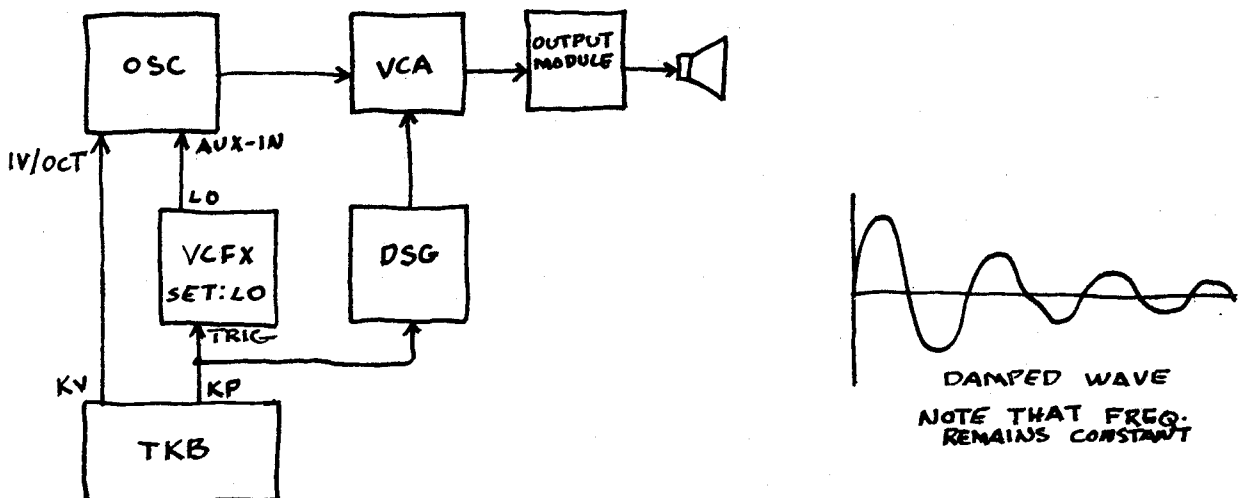 OSC
VCA
OUTPUT
MODULE
1V/OCT
AUX-IN
LO
VCFX
SET:LO
DSG
TRIG
KV
KP
TKB
DAMPED WAVE
NOTE THAT FREQ.
REMAINS CONSTANT